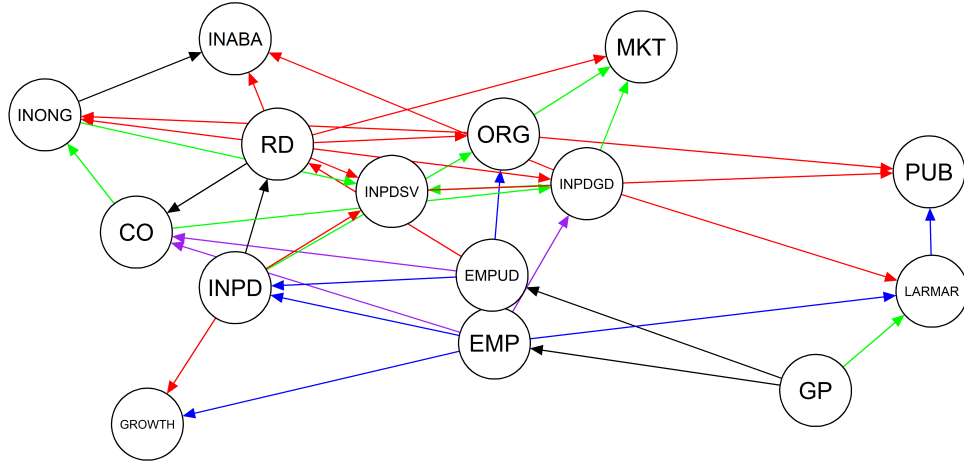 INABA
MKT
INONG
ORG
RD
PUB
INPDSV
INPDGD
CO
EMPUD
INPD
LARMAR
EMP
GP
GROWTH